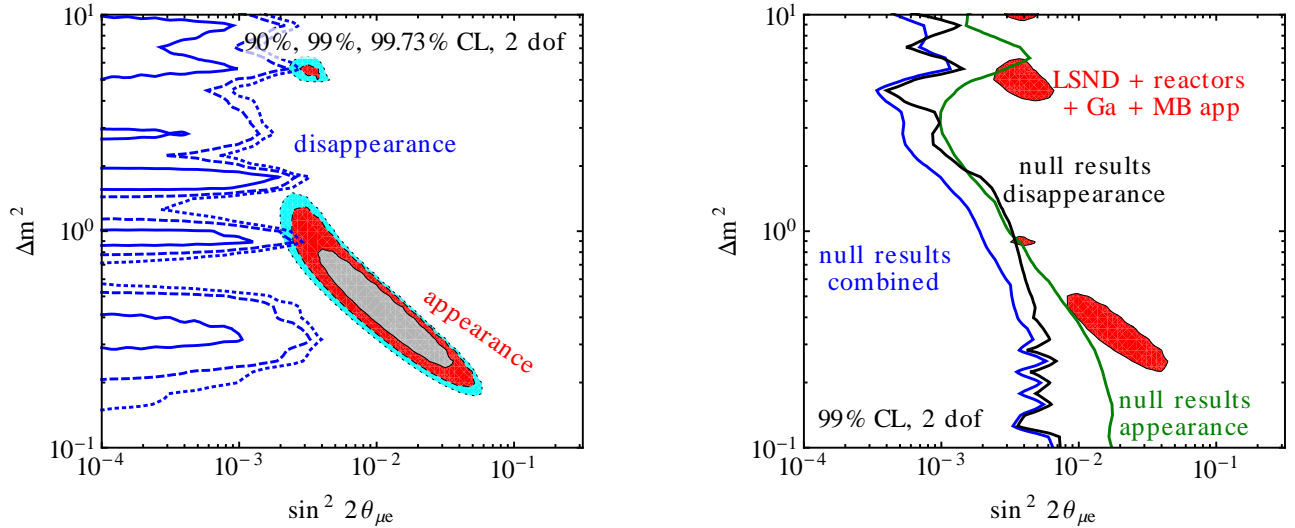 10^1
90%, 99%, 99.73% CL, 2 dof
disappearance
Δm^2
10^0
appearance
10^-1
10^-4
10^-3
10^-2
10^-1
sin^2 2θ_μe
10^1
LSND + reactors
+ Ga + MB app
null results
disappearance
Δm^2
10^0
null results
combined
null results
appearance
99% CL, 2 dof
10^-1
10^-4
10^-3
10^-2
10^-1
sin^2 2θ_μe